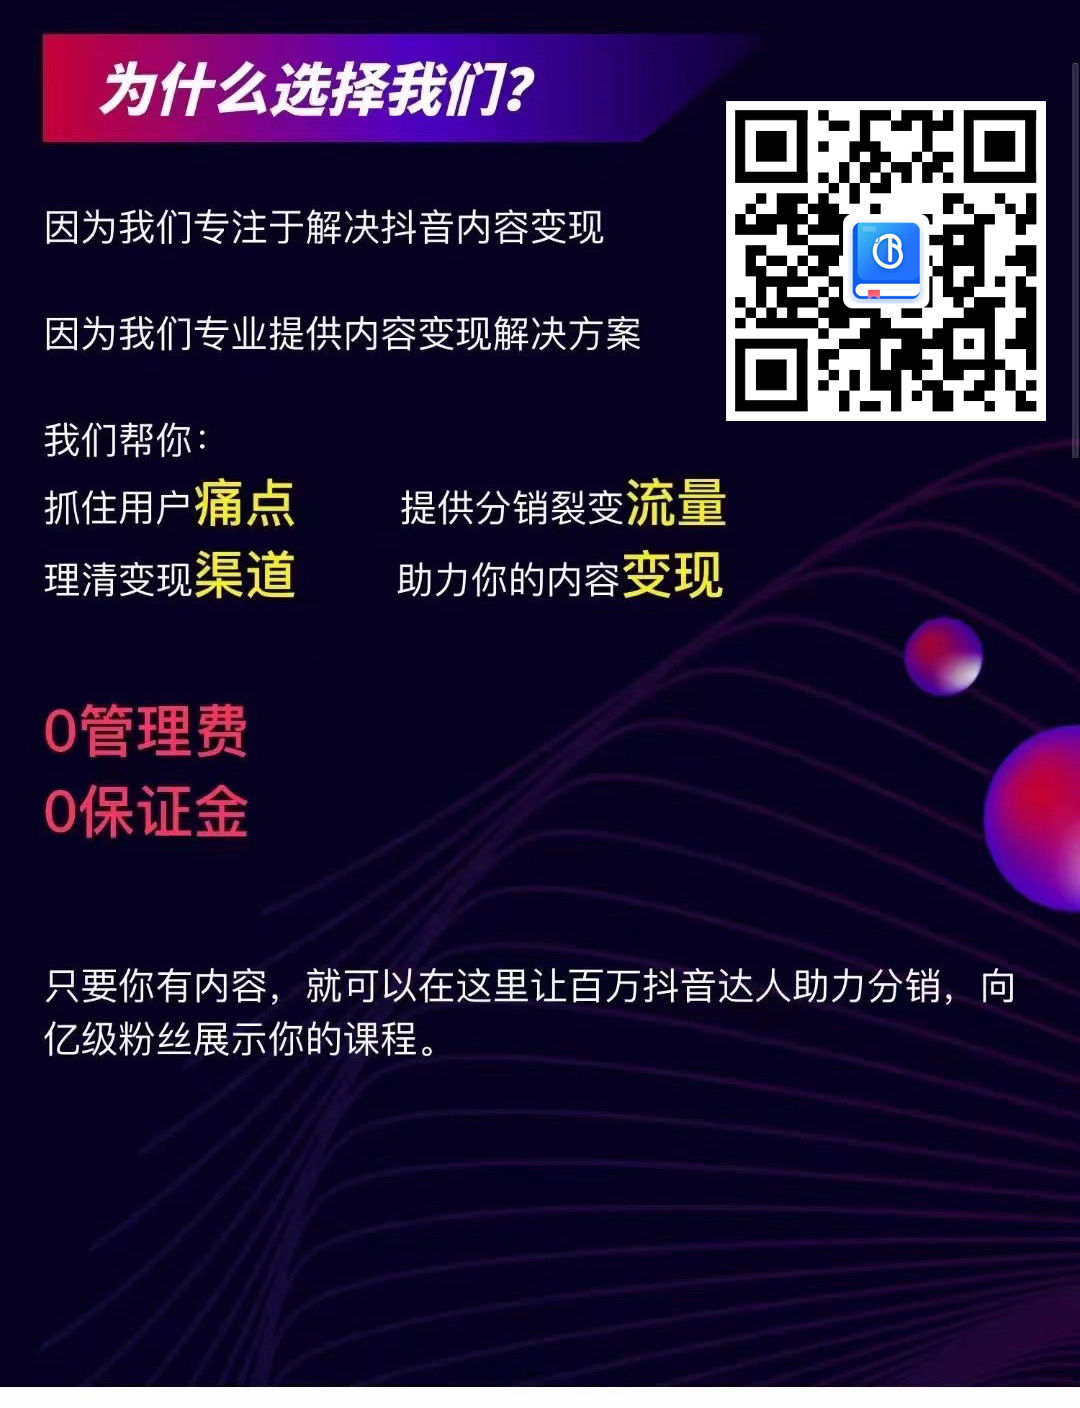 为什么选择我们？
因为我们专注于解决抖音内容变现
因为我们专业提供内容变现解决方案
我们帮你：
抓住用户痛点 提供分销裂变流量
理清变现渠道 助力你的内容变现
0管理费
0保证金
只要你有内容，就可以在这里让百万抖音达人助力分销，向
亿级粉丝展示你的课程。